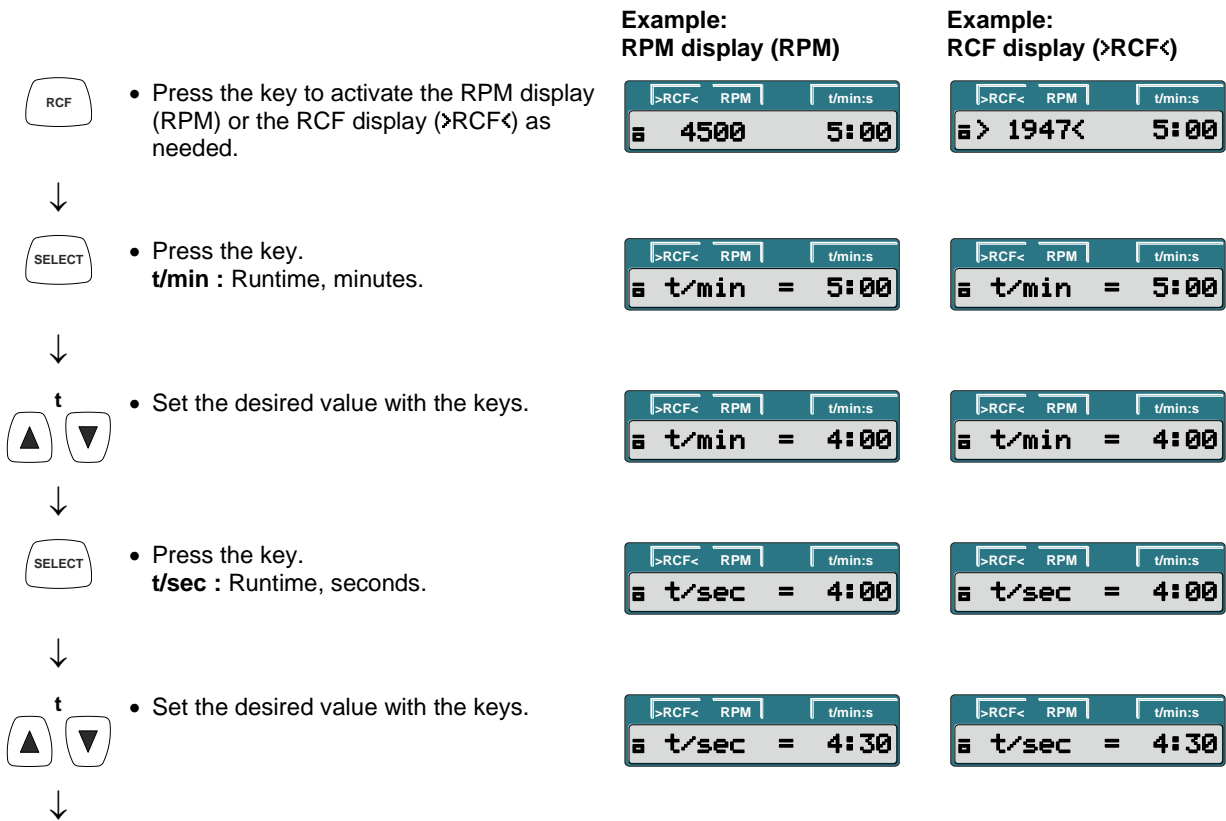 Example:
RPM display (RPM)
Example:
RCF display (>RCF<)
RCF
• Press the key to activate the RPM display
(RPM) or the RCF display (>RCF<) as
needed.
>RCF< RPM t/min:s
4500 5:00
>RCF< RPM t/min:s
> 1947< 5:00
↓
SELECT
• Press the key.
t/min : Runtime, minutes.
>RCF< RPM t/min:s
t/min = 5:00
>RCF< RPM t/min:s
t/min = 5:00
↓
t
▲ ▼
• Set the desired value with the keys.
>RCF< RPM t/min:s
t/min = 4:00
>RCF< RPM t/min:s
t/min = 4:00
↓
SELECT
• Press the key.
t/sec : Runtime, seconds.
>RCF< RPM t/min:s
t/sec = 4:00
>RCF< RPM t/min:s
t/sec = 4:00
↓
t
▲ ▼
• Set the desired value with the keys.
>RCF< RPM t/min:s
t/sec = 4:30
>RCF< RPM t/min:s
t/sec = 4:30
↓